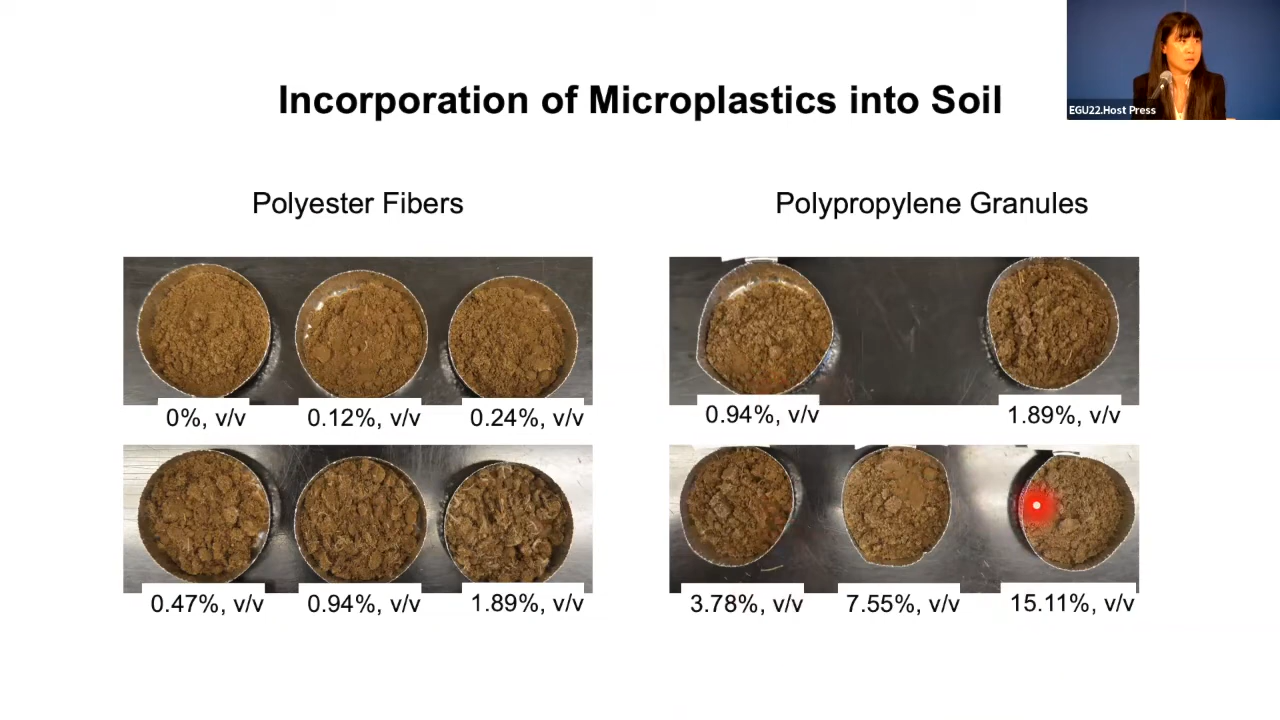 EGU22.Host Press
Incorporation of Microplastics into Soil
Polyester Fibers
0%, v/v
0.12%, v/v
0.24%, v/v
0.47%, v/v
0.94%, v/v
1.89%, v/v
Polypropylene Granules
0.94%, v/v
1.89%, v/v
3.78%, v/v
7.55%, v/v
15.11%, v/v